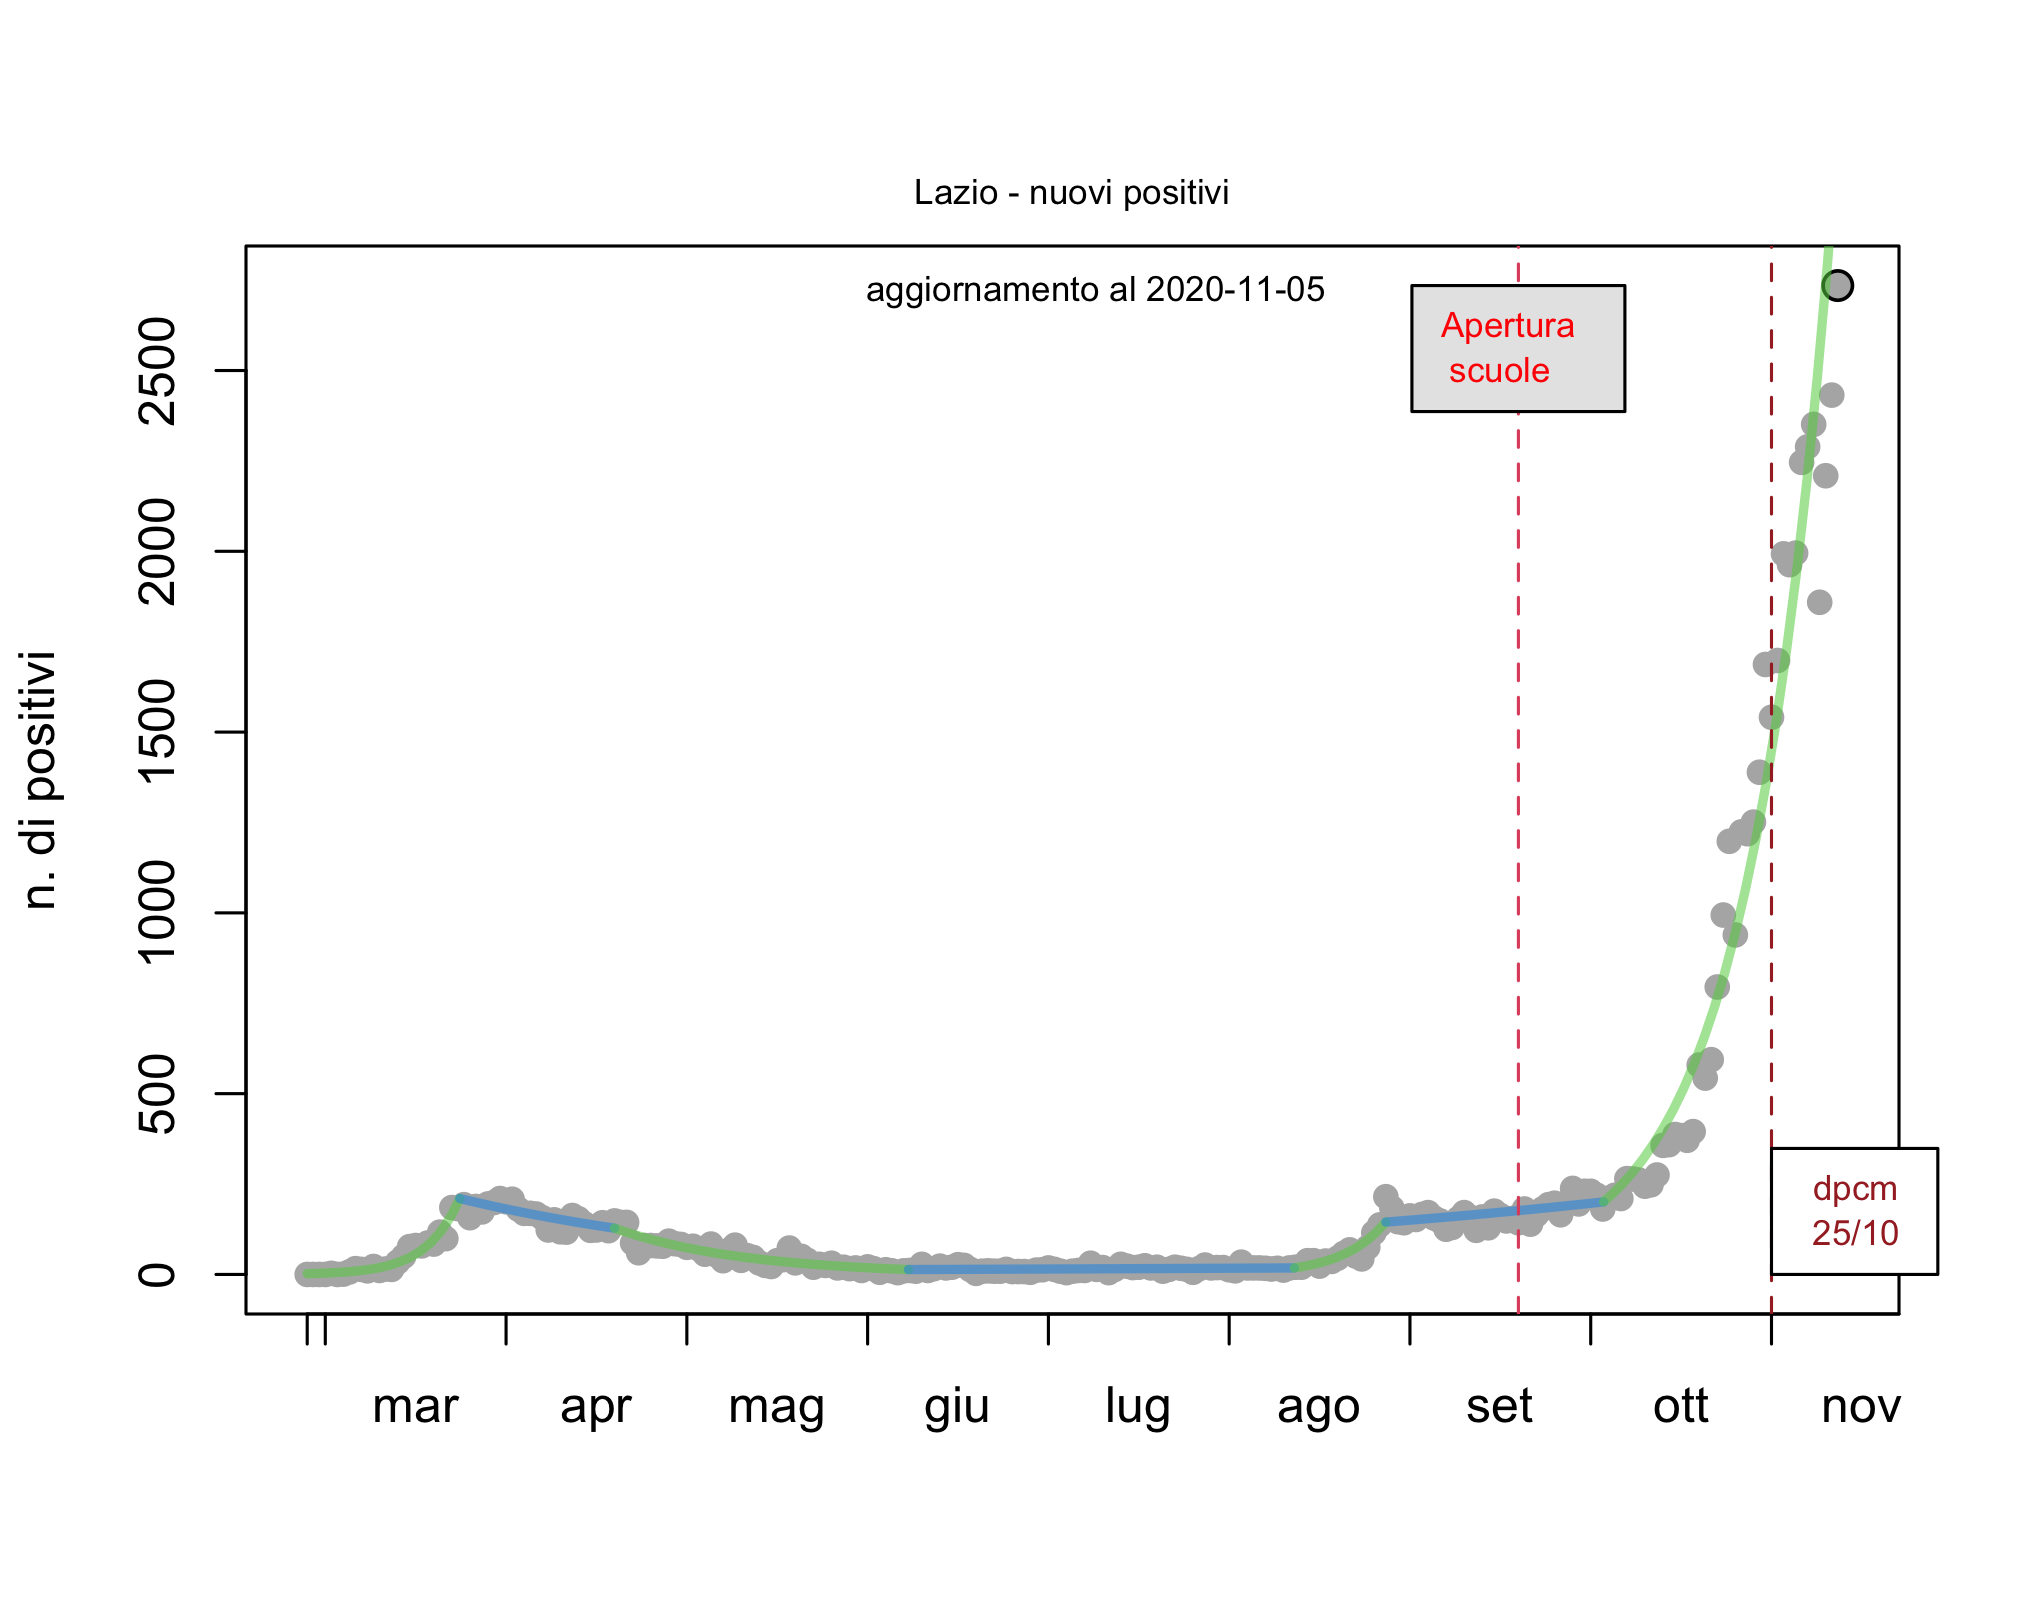 Lazio - nuovi positivi
aggiornamento al 2020-11-05
Apertura
scuole
n. di positivi
2500
2000
1500
1000
500
0
dpcm
25/10
mar apr mag giu lug ago set ott nov